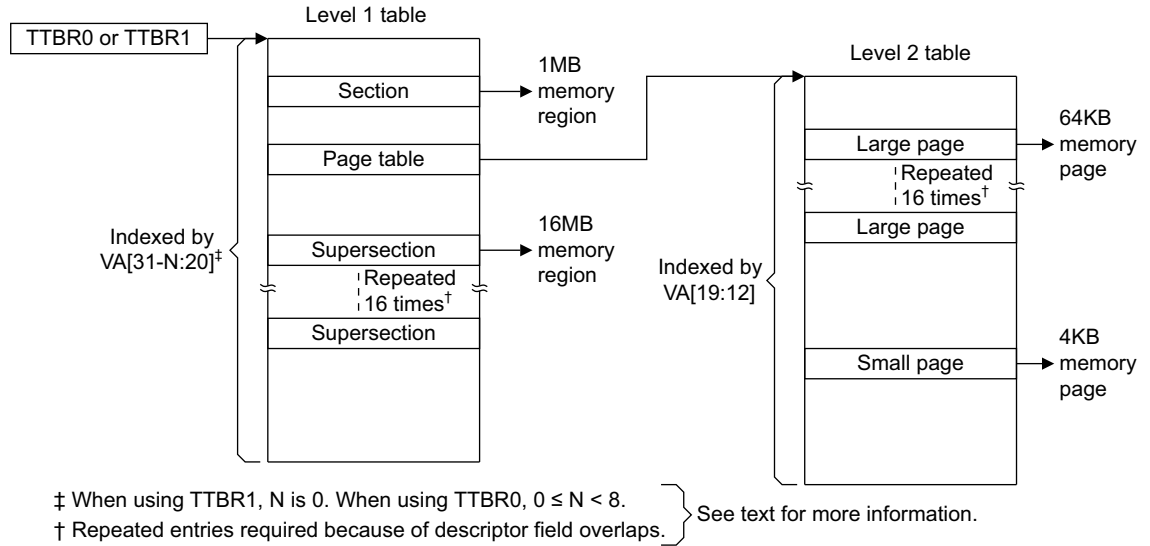 Level 1 table
TTBR0 or TTBR1
Section
1MB
memory
region
Page table
Indexed by
VA[31-N:20]‡
Supersection
16MB
memory
region
Repeated
16 times†
Supersection
Level 2 table
Large page
64KB
memory
page
Repeated
16 times†
Large page
Indexed by
VA[19:12]
Small page
4KB
memory
page
‡ When using TTBR1, N is 0. When using TTBR0, 0 ≤ N < 8.
† Repeated entries required because of descriptor field overlaps.
See text for more information.